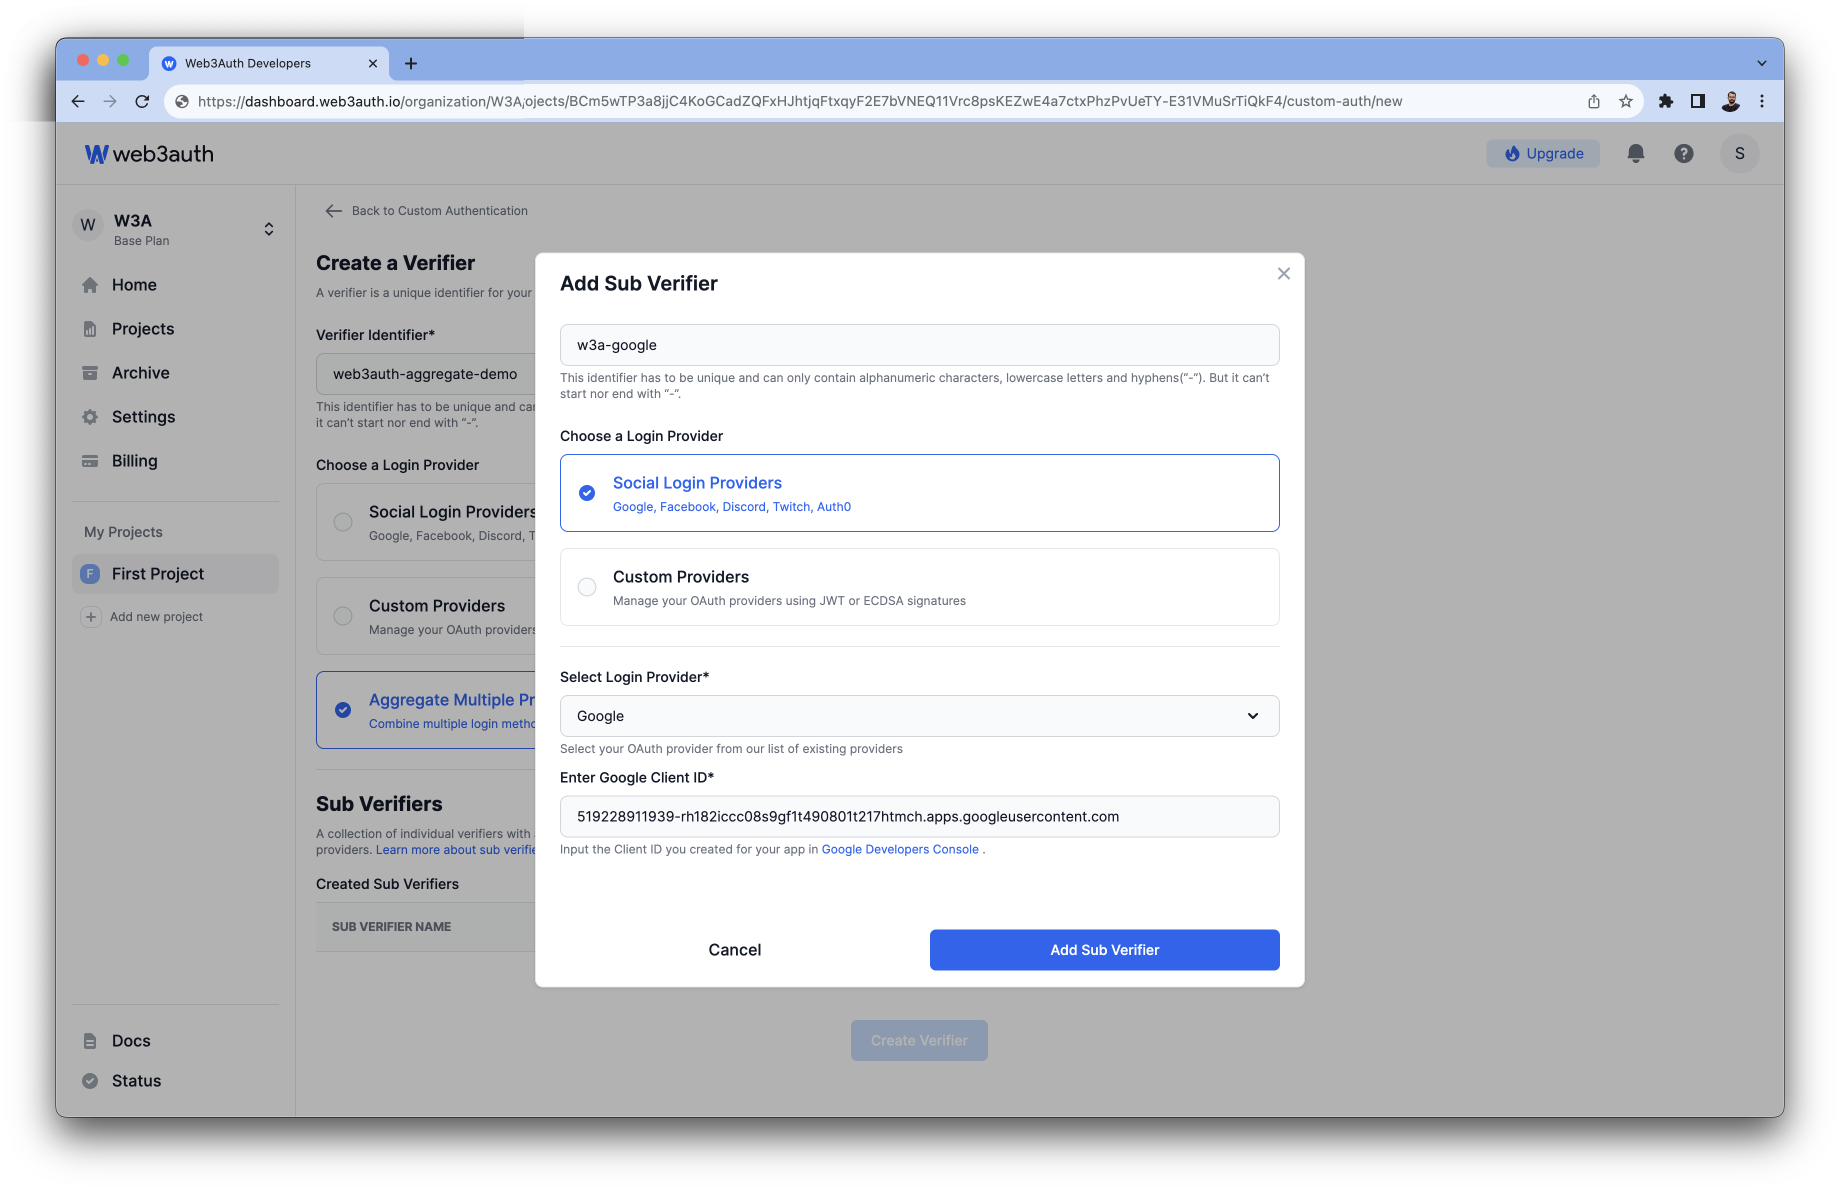 Web3Auth Developers
https://dashboard.web3auth.io/organization/W3A/ojects/BCm5wTP3a8jjC4KoGCadZQFxHJhtjqFtxqyF2E7bVNEQ11Vrc8psKEZwE4a7ctxPhzPvUeTY-E31VMuSrTiQkF4/custom-auth/new
web3auth
Upgrade
S
W
W3A
Base Plan
Home
Projects
Archive
Settings
Billing
My Projects
F
First Project
Add new project
Docs
Status
Back to Custom Authentication
Create a Verifier
A verifier is a unique identifier for your
Verifier Identifier*
web3auth-aggregate-demo
This identifier has to be unique and car
it can’t start nor end with “-”.
Choose a Login Provider
Social Login Providers
Google, Facebook, Discord, T
Custom Providers
Manage your OAuth providers
Aggregate Multiple Pr
Combine multiple login metho
Sub Verifiers
A collection of individual verifiers with
providers. Learn more about sub verifie
Created Sub Verifiers
SUB VERIFIER NAME
Create Verifier
Add Sub Verifier
w3a-google
This identifier has to be unique and can only contain alphanumeric characters, lowercase letters and hyphens(“-”). But it can’t
start nor end with “-”.
Choose a Login Provider
Social Login Providers
Google, Facebook, Discord, Twitch, Auth0
Custom Providers
Manage your OAuth providers using JWT or ECDSA signatures
Select Login Provider*
Google
Select your OAuth provider from our list of existing providers
Enter Google Client ID*
519228911939-rh182iccc08s9gf1t490801t217htmch.apps.googleusercontent.com
Input the Client ID you created for your app in Google Developers Console .
Cancel
Add Sub Verifier